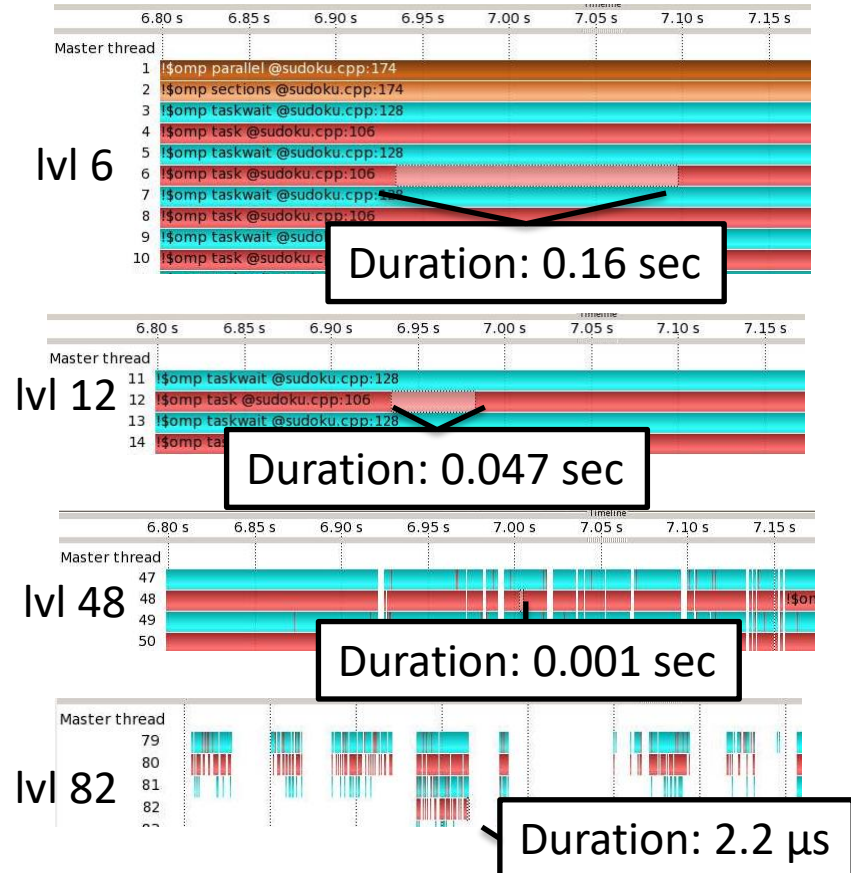 Timeline
6.80 s 6.85 s 6.90 s 6.95 s 7.00 s 7.05 s 7.10 s 7.15 s
Master thread
1 !$omp parallel @sudoku.cpp:174
2 !$omp sections @sudoku.cpp:174
3 !$omp taskwait @sudoku.cpp:128
4 !$omp task @sudoku.cpp:106
5 !$omp taskwait @sudoku.cpp:128
lvl 6
6 !$omp task @sudoku.cpp:106
7 !$omp taskwait @sudoku.cpp:128
8 !$omp task @sudoku.cpp:106
9 !$omp taskwait @sudo
10 !$omp task @sudoku.c
Duration: 0.16 sec
Timeline
6.80 s 6.85 s 6.90 s 6.95 s 7.00 s 7.05 s 7.10 s 7.15 s
Master thread
11 !$omp taskwait @sudoku.cpp:128
lvl 12
12 !$omp task @sudoku.cpp:106
13 !$omp taskwait @sudoku.cpp:128
14 !$omp tas
Duration: 0.047 sec
Timeline
6.80 s 6.85 s 6.90 s 6.95 s 7.00 s 7.05 s 7.10 s 7.15 s
Master thread
47
lvl 48
48 !$on
49
50
Duration: 0.001 sec
Master thread
79
80
81
lvl 82
82
Duration: 2.2 µs